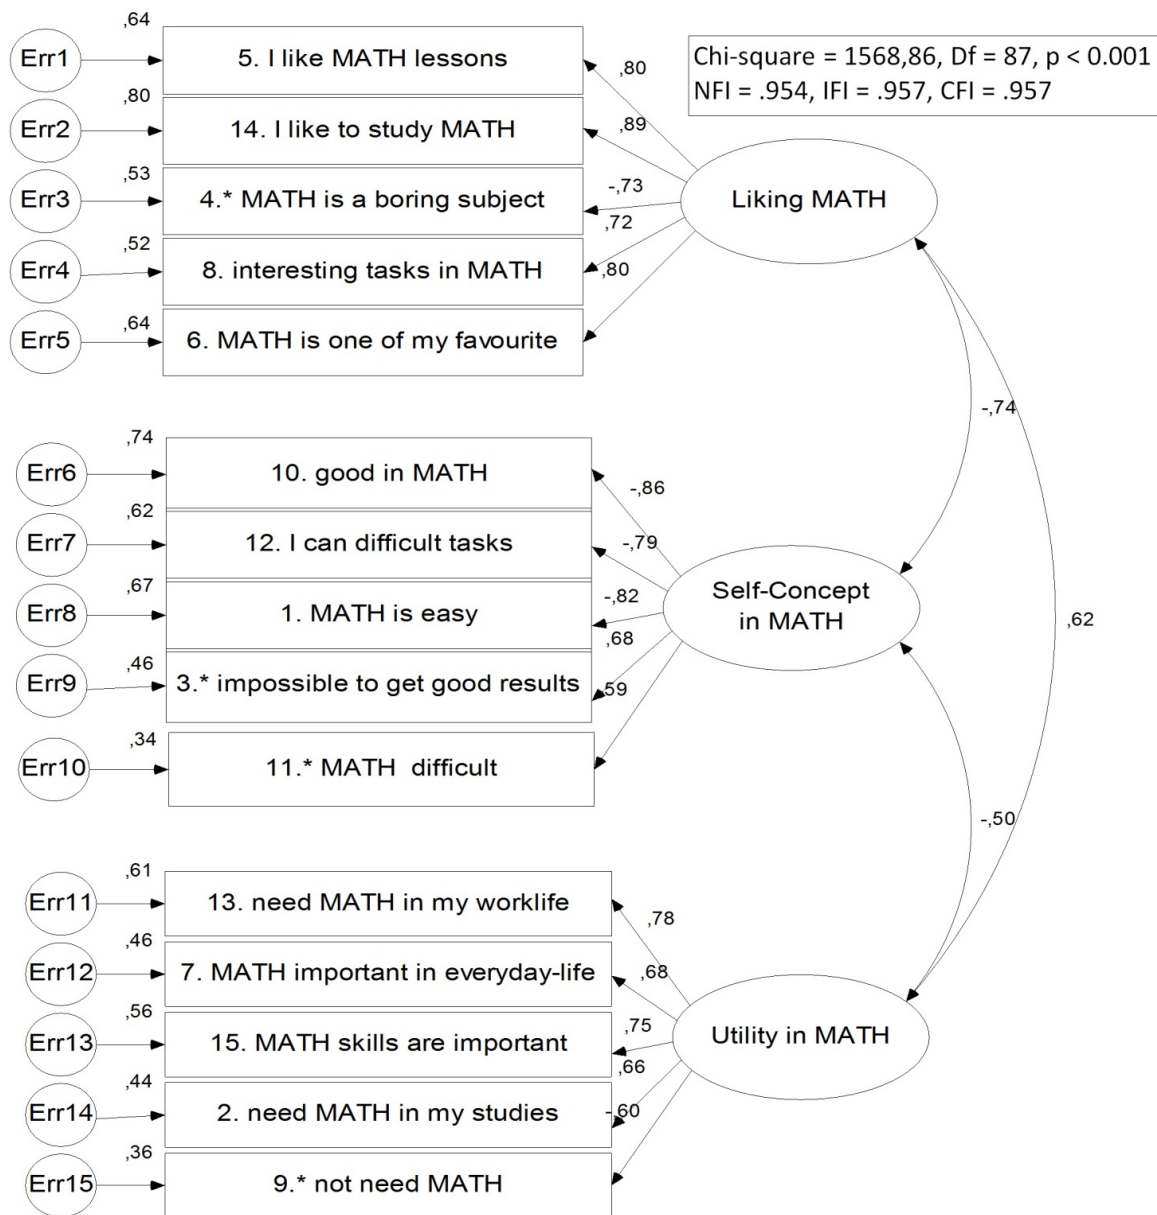 ,64
Err1
5. I like MATH lessons
,80
Chi-square = 1568,86, Df = 87, p < 0.001
NFI = .954, IFI = .957, CFI = .957
,80
Err2
14. I like to study MATH
,89
,53
Err3
4.* MATH is a boring subject
-,73
Liking MATH
,52
Err4
8. interesting tasks in MATH
,72
,64
Err5
6. MATH is one of my favourite
,80
-,74
,74
Err6
10. good in MATH
-,86
,62
Err7
12. I can difficult tasks
-,79
,67
Err8
1. MATH is easy
-,82
Self-Concept
in MATH
,62
,46
Err9
3.* impossible to get good results
,68
,34
Err10
11.* MATH difficult
,59
-,50
,61
Err11
13. need MATH in my worklife
,78
,46
Err12
7. MATH important in everyday-life
,68
,56
Err13
15. MATH skills are important
,75
Utility in MATH
,44
Err14
2. need MATH in my studies
,66
,36
Err15
9.* not need MATH
-,60